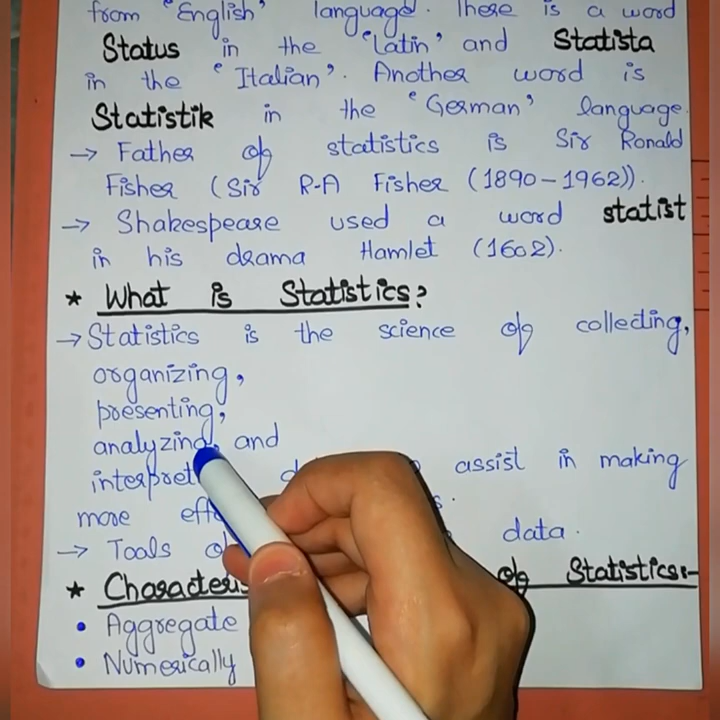 from 'English' language. There is a word
Status in the 'Latin' and Statista
in the 'Italian'. Another word is
Statistik in the 'German' language.
→ Father of statistics is Sir Ronald
Fisher (Sir R-A Fisher (1890-1962)).
→ Shakespeare used a word statist
in his drama Hamlet (1602).
* What is Statistics?
→ Statistics is the science of collecting,
organizing,
presenting,
analyzing, and
assist in making
more
→ Tools data.
* of Statistics:-
• Aggregate
• Numerically